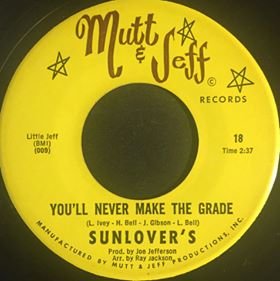 Mutt
& Jeff
©
RECORDS
Little Jeff
(BMI)
(009)
18
Time 2:37
YOU'LL NEVER MAKE THE GRADE
(L. Ivey - H. Bell - J. Gibson - L. Bell)
SUNLOVER'S
Prod. by Joe Jefferson
Arr. by Ray Jackson
MANUFACTURED BY MUTT & JEFF PRODUCTIONS, INC.